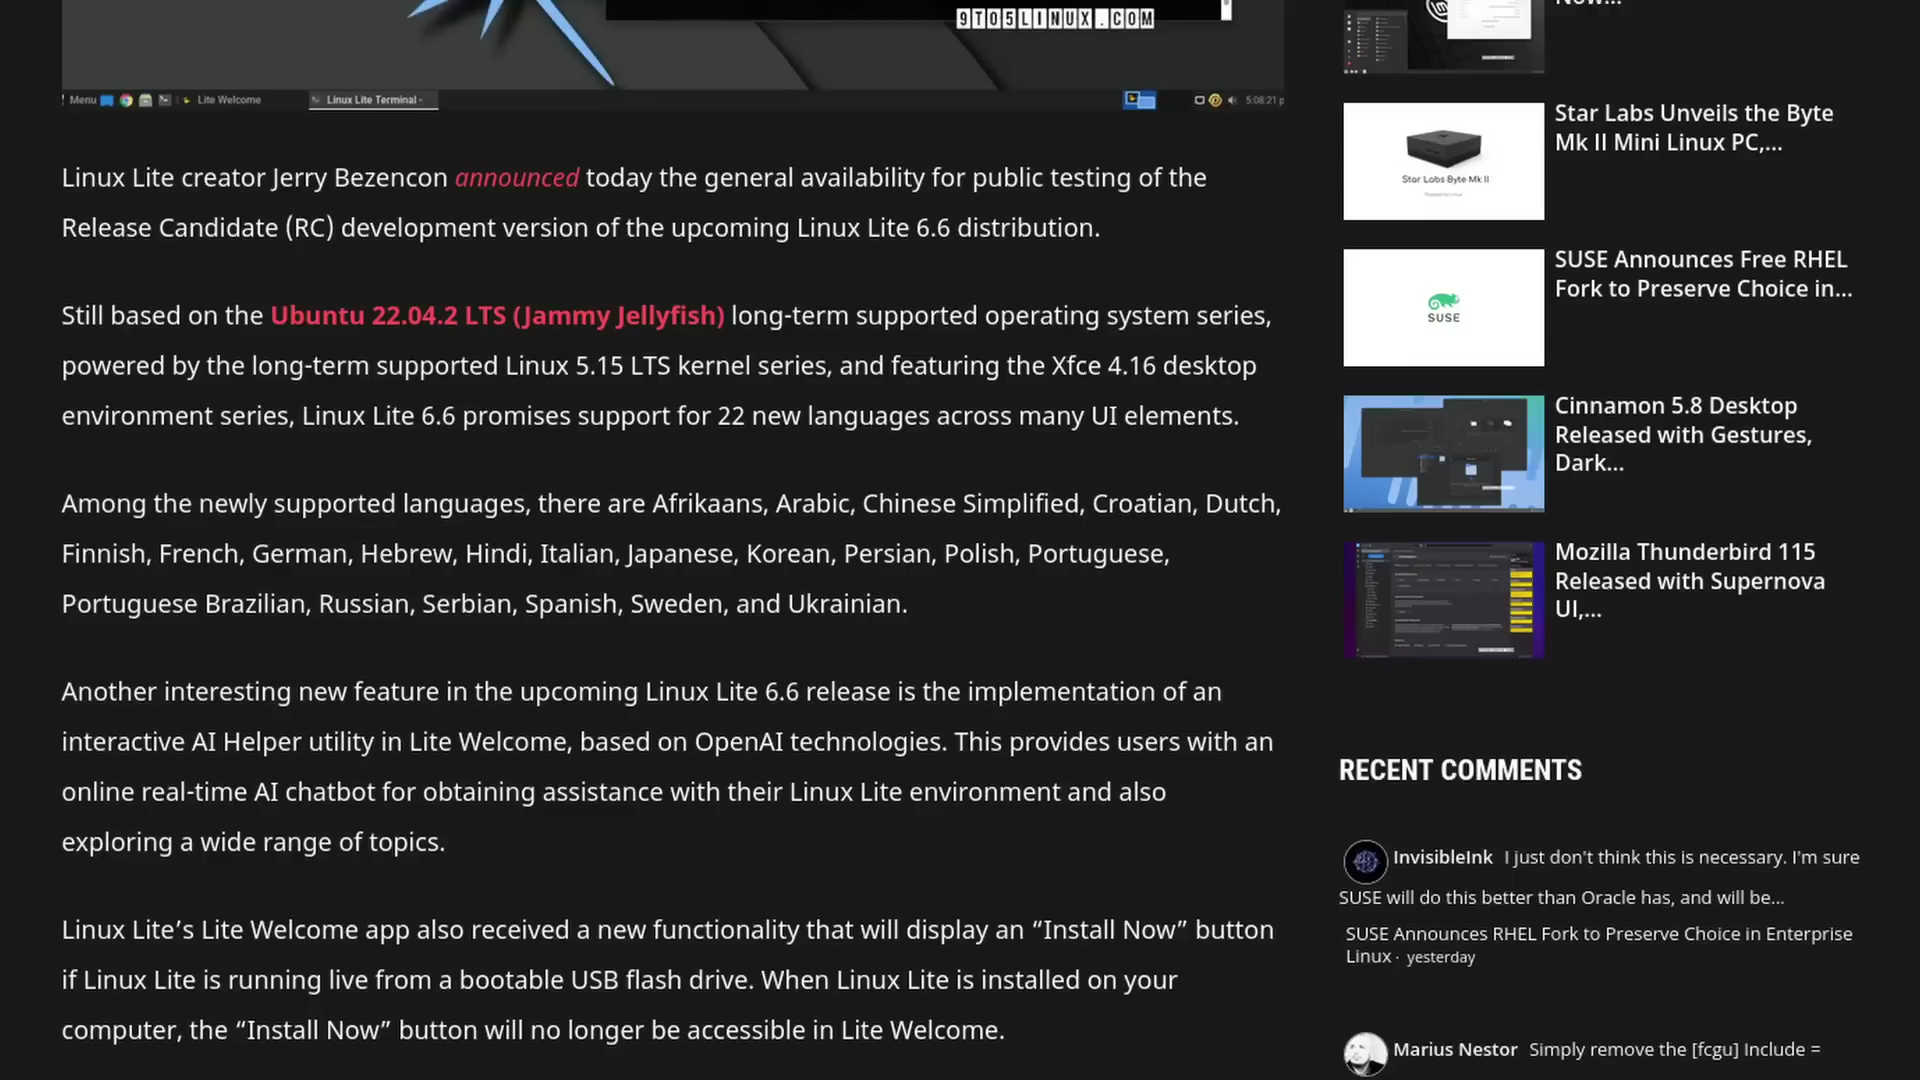 9TO5LINUX.COM
Menu
Lite Welcome
Linux Lite Terminal -
5:08:21 p
Linux Lite creator Jerry Bezencon announced today the general availability for public testing of the
Release Candidate (RC) development version of the upcoming Linux Lite 6.6 distribution.
Still based on the Ubuntu 22.04.2 LTS (Jammy Jellyfish) long-term supported operating system series,
powered by the long-term supported Linux 5.15 LTS kernel series, and featuring the Xfce 4.16 desktop
environment series, Linux Lite 6.6 promises support for 22 new languages across many UI elements.
Among the newly supported languages, there are Afrikaans, Arabic, Chinese Simplified, Croatian, Dutch,
Finnish, French, German, Hebrew, Hindi, Italian, Japanese, Korean, Persian, Polish, Portuguese,
Portuguese Brazilian, Russian, Serbian, Spanish, Sweden, and Ukrainian.
Another interesting new feature in the upcoming Linux Lite 6.6 release is the implementation of an
interactive AI Helper utility in Lite Welcome, based on OpenAI technologies. This provides users with an
online real-time AI chatbot for obtaining assistance with their Linux Lite environment and also
exploring a wide range of topics.
Linux Lite’s Lite Welcome app also received a new functionality that will display an “Install Now” button
if Linux Lite is running live from a bootable USB flash drive. When Linux Lite is installed on your
computer, the “Install Now” button will no longer be accessible in Lite Welcome.
Star Labs Byte Mk II
Star Labs Unveils the Byte
Mk II Mini Linux PC,...
SUSE
SUSE Announces Free RHEL
Fork to Preserve Choice in...
Cinnamon 5.8 Desktop
Released with Gestures,
Dark...
Mozilla Thunderbird 115
Released with Supernova
UI,...
RECENT COMMENTS
InvisibleInk I just don't think this is necessary. I'm sure
SUSE will do this better than Oracle has, and will be...
SUSE Announces RHEL Fork to Preserve Choice in Enterprise
Linux · yesterday
Marius Nestor Simply remove the [fcgu] Include =